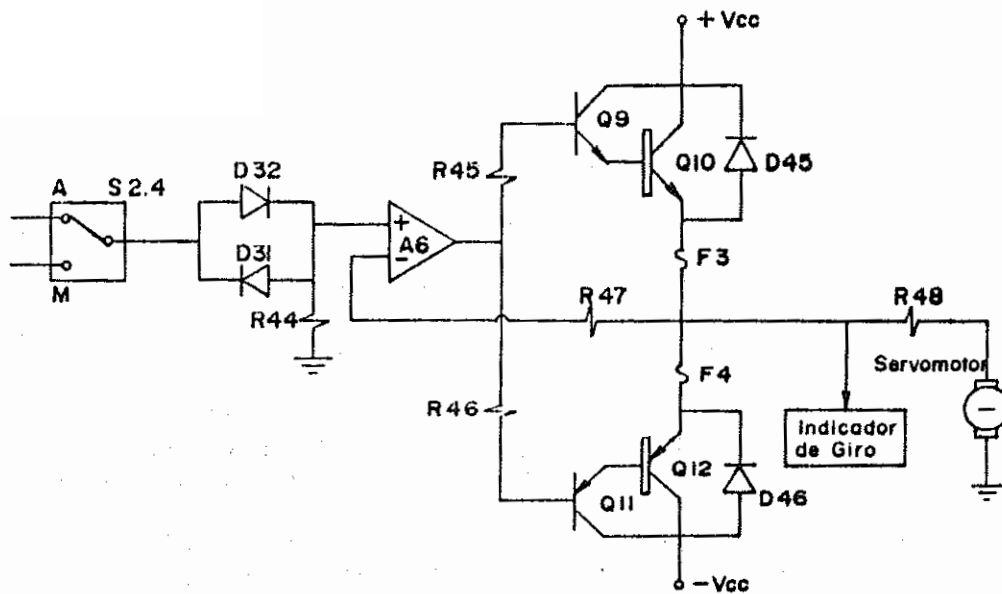 + Vcc
Q9
Q10
D45
R45
D32
A
S2.4
+
A6
-
D31
M
R44
F3
R47
R48
Servomotor
F4
R46
Indicador
de Giro
-
Q12
Q11
D46
-Vcc